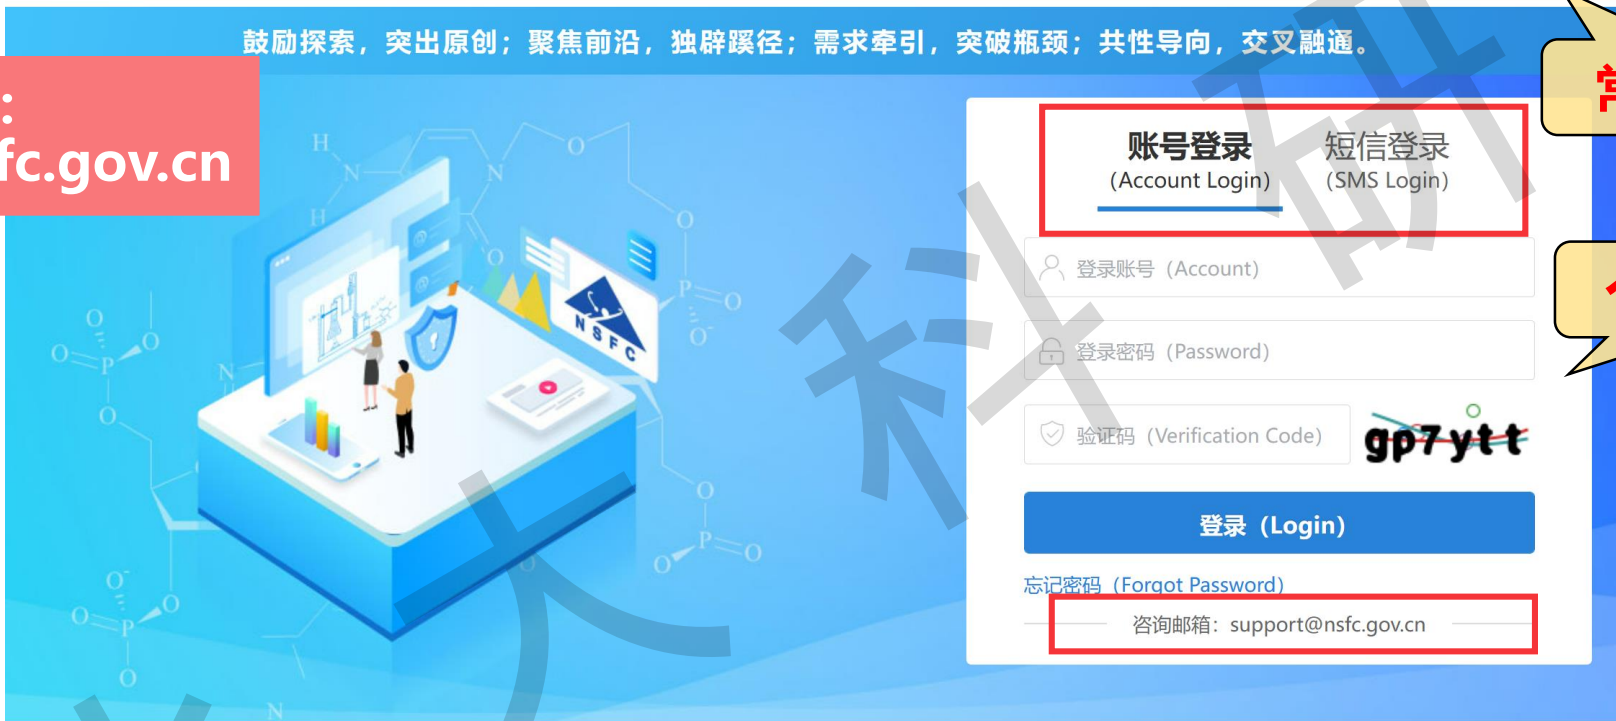 鼓励探索，突出原创；聚焦前沿，独辟蹊径；需求牵引，突破瓶颈；共性导向，交叉融通。
:
fc.gov.cn
账号登录
短信登录
(Account Login)
(SMS Login)
登录账号 (Account)
登录密码 (Password)
验证码 (Verification Code)
gp7ytt
登录 (Login)
忘记密码 (Forgot Password)
咨询邮箱：support@nsfc.gov.cn
NSFC
H
N
H
N
O
O
P
O
O
O-
O
O
P
O
O
N
O
O
P
O
O
O
O-
O
P
O
O
N
大科研